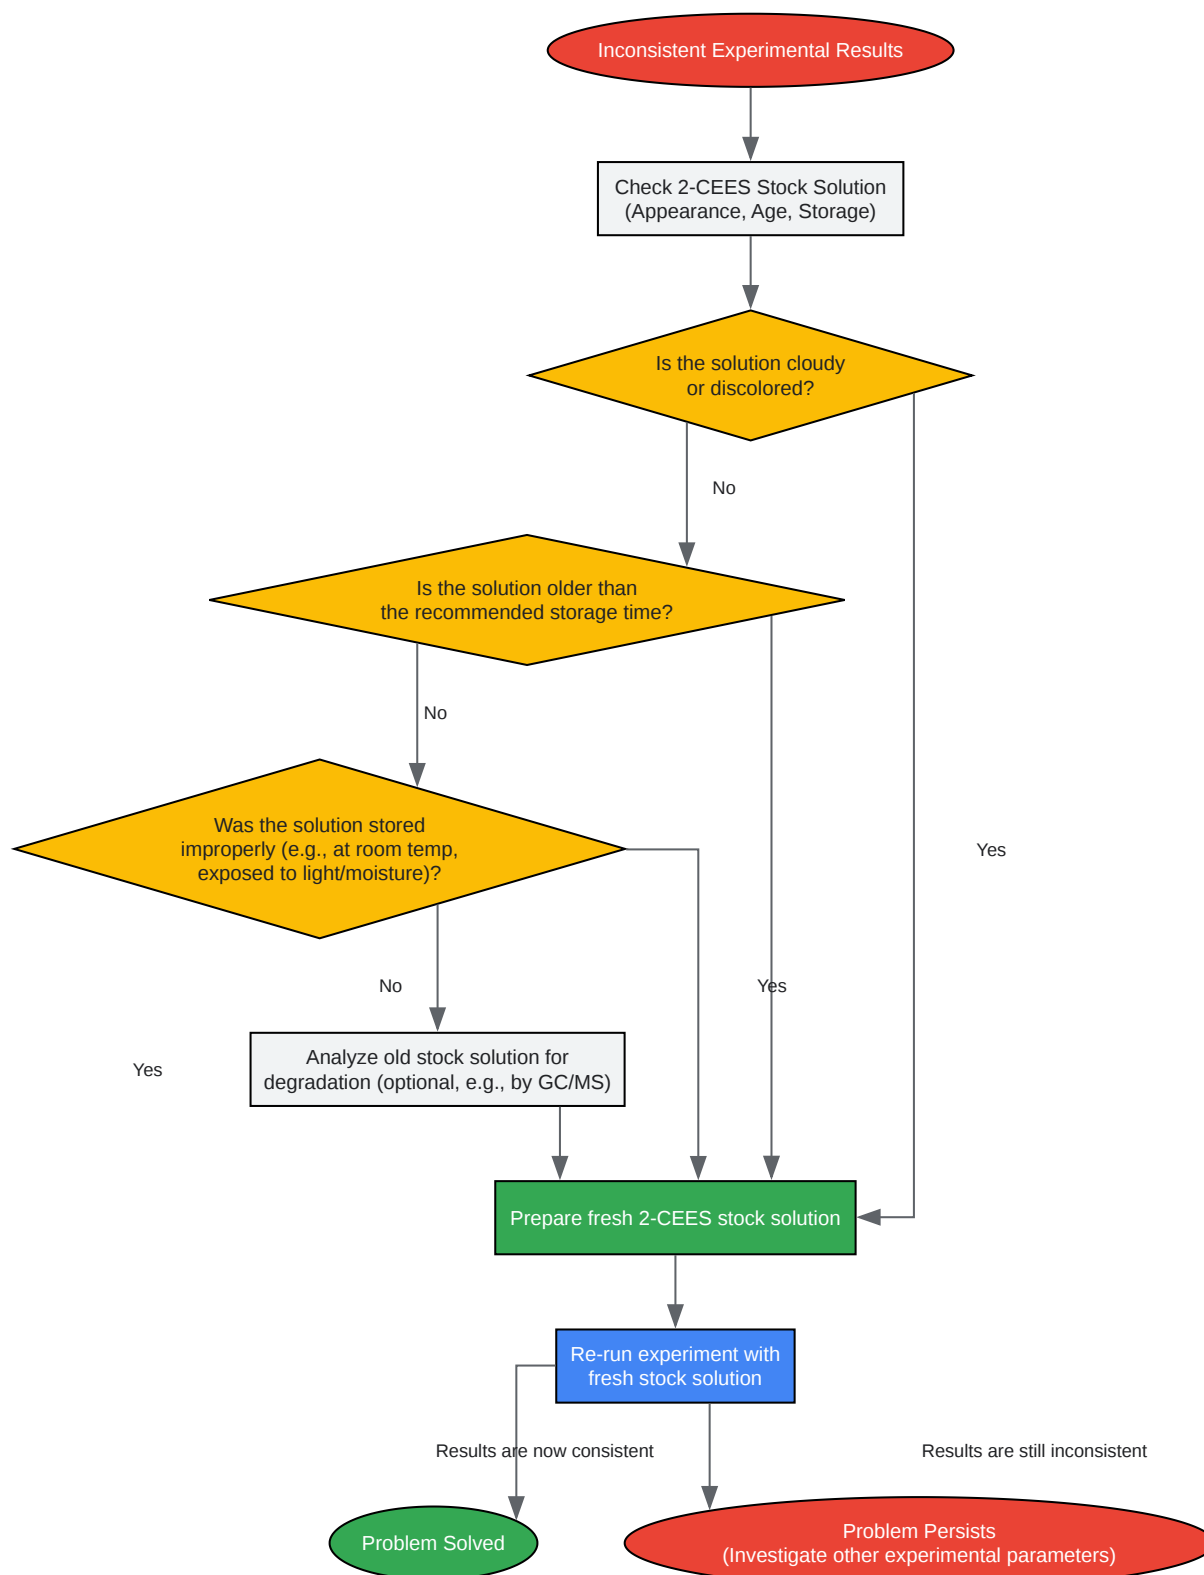 Inconsistent Experimental Results
Check 2-CEES Stock Solution
(Appearance, Age, Storage)
Is the solution cloudy
or discolored?
No
Is the solution older than
the recommended storage time?
No
Was the solution stored
improperly (e.g., at room temp,
exposed to light/moisture)?
Yes
No
Yes
Yes
Analyze old stock solution for
degradation (optional, e.g., by GC/MS)
Prepare fresh 2-CEES stock solution
Re-run experiment with
fresh stock solution
Results are now consistent
Results are still inconsistent
Problem Solved
Problem Persists
(Investigate other experimental parameters)